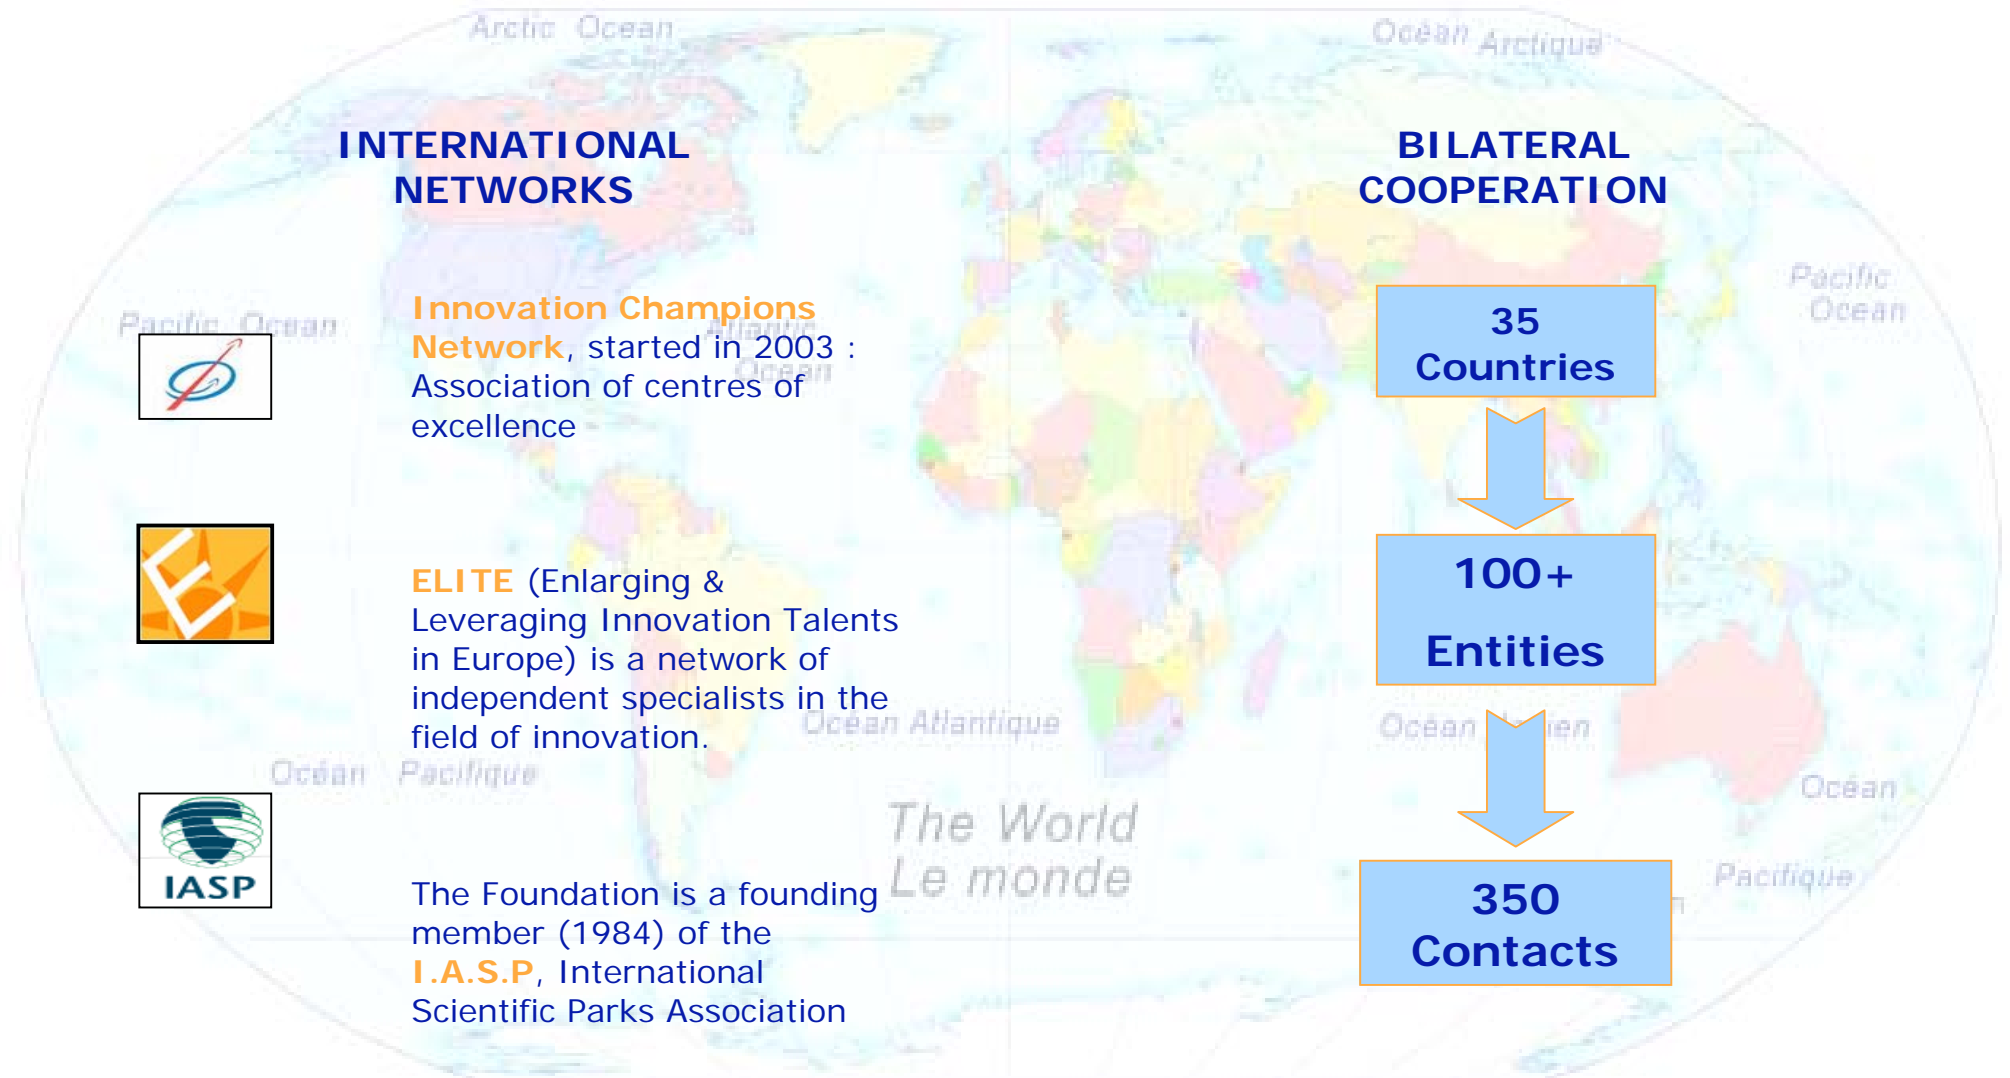 Arctic Ocean
Océan Arctique
INTERNATIONAL
NETWORKS
Pacific Ocean
Atlantic
Ocean
Innovation Champions
Network, started in 2003 :
Association of centres of
excellence
ELITE (Enlarging &
Leveraging Innovation Talents
in Europe) is a network of
independent specialists in the
field of innovation.
Océan Pacifique
Océan Atlantique
IASP
The World
Le monde
The Foundation is a founding
member (1984) of the
I.A.S.P, International
Scientific Parks Association
BILATERAL
COOPERATION
Pacific
Ocean
35
Countries
100+
Entities
Océan
Océan
Pacifique
350
Contacts